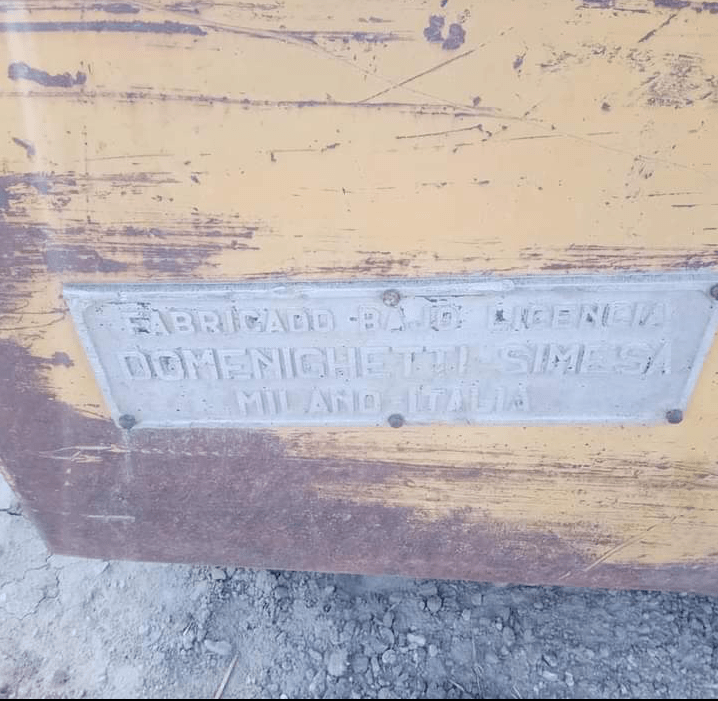 FABRICADO BAJO LICENCIA
DOMENIGHETTI SIMESA
MILANO ITALIA